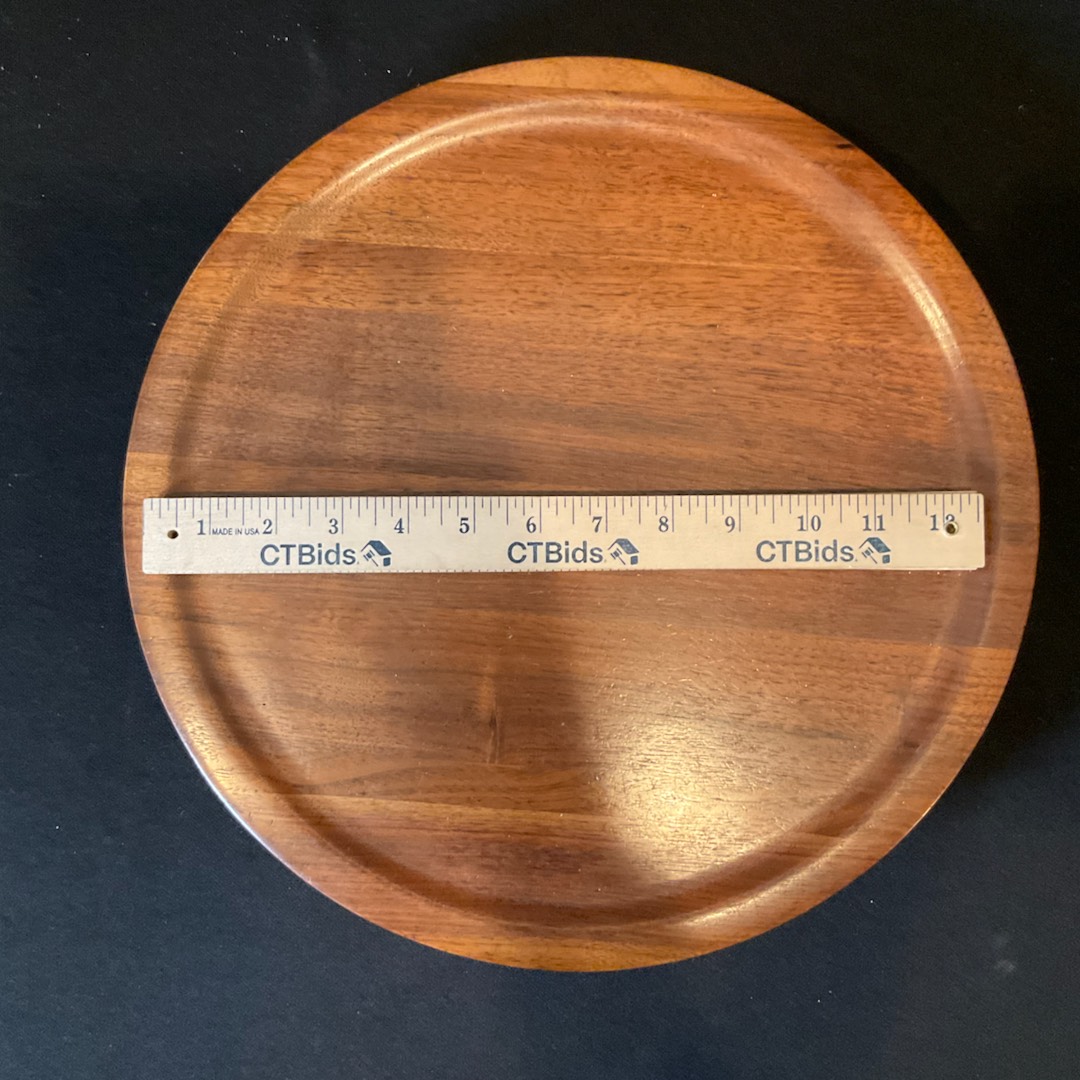 1 MADE IN USA 2 3 4 5 6 7 8 9 10 11 12
CTBids. CTBids. CTBids.